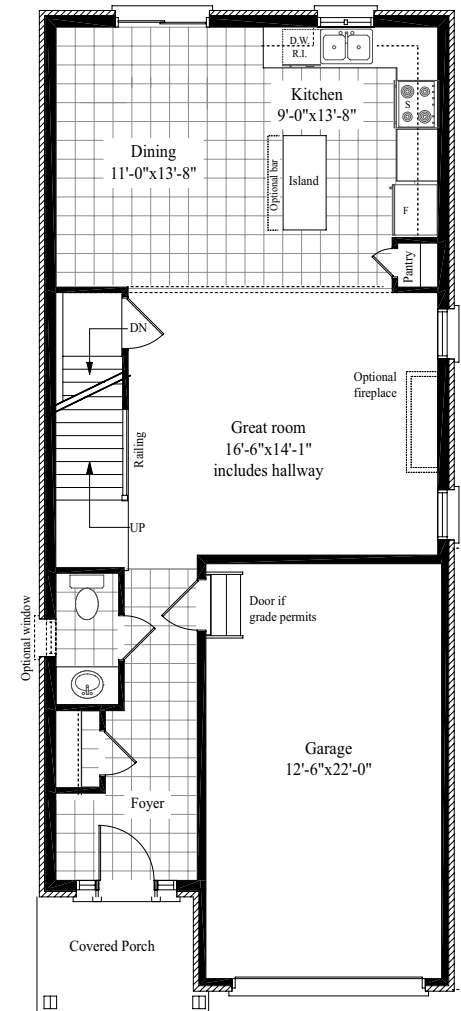 D.W.
R.I.
Kitchen
9'-0"x13'-8"
S
Dining
11'-0"x13'-8"
Optional bar
Island
F
Pantry
DN
Optional
fireplace
Great room
16'-6"x14'-1"
includes hallway
Railing
UP
Optional window
Door if
grade permits
Garage
12'-6"x22'-0"
Foyer
Covered Porch